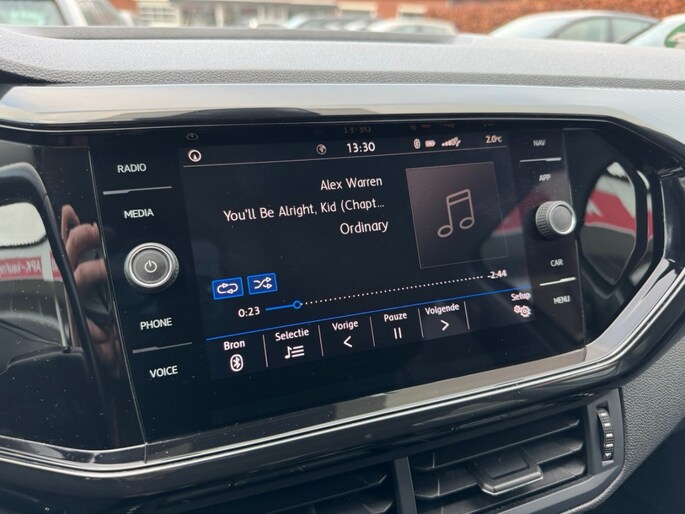 RADIO
MEDIA
PHONE
VOICE
13:30
2.0°C
Alex Warren
You'll Be Alright, Kid (Chapt...
Ordinary
0:23
-2:44
Bron
Selectie
Vorige
Pauze
Volgende
Setup
NAV
APP
CAR
MENU